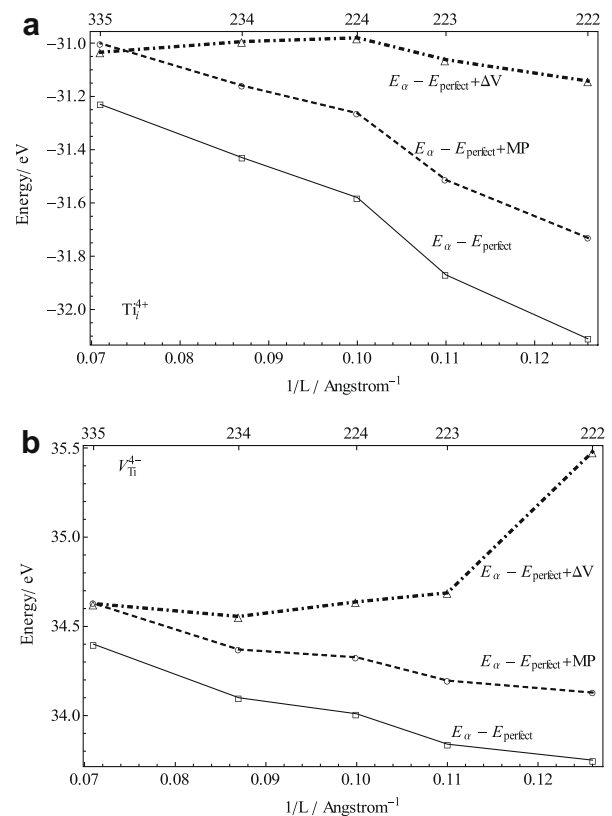 a
335 234 224 223 222
−31.0
−31.2
−31.4
−31.6
−31.8
−32.0
Energy/ eV
E_α − E_perfect+ΔV
E_α − E_perfect+MP
E_α − E_perfect
Ti_i^4+
0.07 0.08 0.09 0.10 0.11 0.12
1/L / Angstrom⁻¹
b
335 234 224 223 222
35.5
35.0
34.5
34.0
Energy/ eV
V_Ti^4−
E_α − E_perfect+ΔV
E_α − E_perfect+MP
E_α − E_perfect
0.07 0.08 0.09 0.10 0.11 0.12
1/L / Angstrom⁻¹